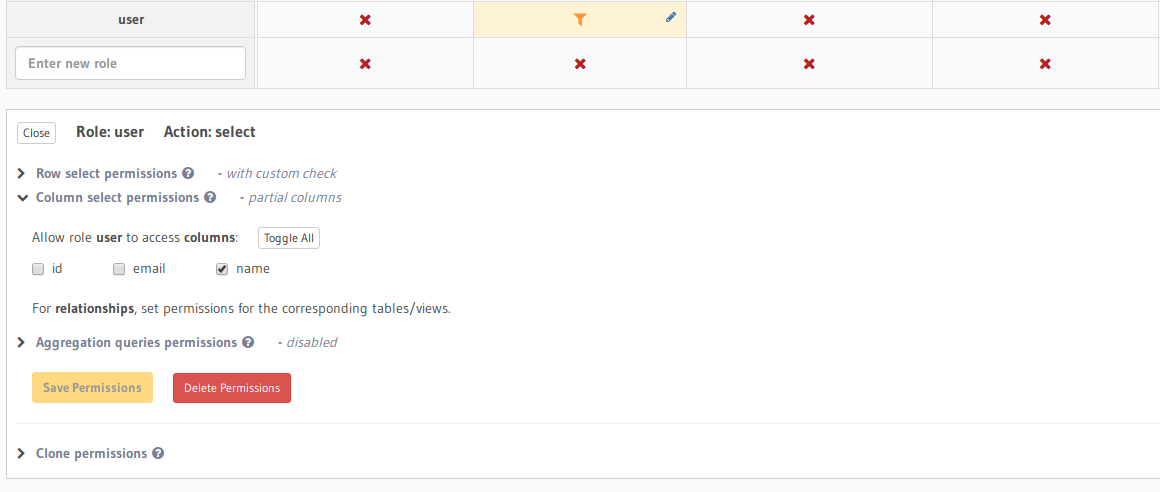 user
Enter new role
Close Role: user Action: select
Row select permissions ? - with custom check
Column select permissions ? - partial columns
Allow role user to access columns: Toggle All
id email name
For relationships, set permissions for the corresponding tables/views.
Aggregation queries permissions ? - disabled
Save Permissions Delete Permissions
Clone permissions ?